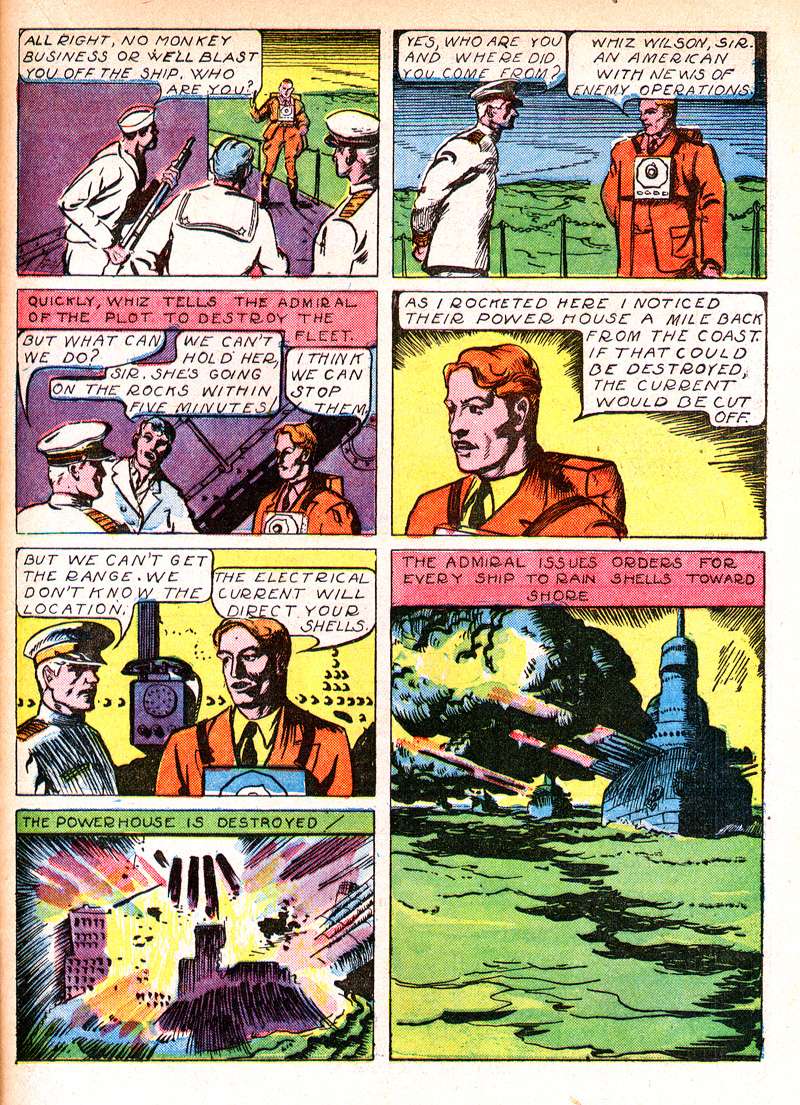 ALL RIGHT, NO MONKEY
BUSINESS OR WE'LL BLAST
YOU OFF THE SHIP. WHO
ARE YOU?
YES, WHO ARE YOU
AND WHERE DID
YOU COME FROM?
WHIZ WILSON, SIR.
AN AMERICAN
WITH NEWS OF
ENEMY OPERATIONS.
QUICKLY, WHIZ TELLS THE ADMIRAL
OF THE PLOT TO DESTROY THE
FLEET.
BUT WHAT CAN
WE DO?
WE CAN'T
HOLD HER,
SIR. SHE'S GOING
ON THE ROCKS WITHIN
FIVE MINUTES!
I THINK
WE CAN
STOP
THEM.
AS I ROCKETED HERE I NOTICED
THEIR POWER HOUSE A MILE BACK
FROM THE COAST.
IF THAT COULD
BE DESTROYED,
THE CURRENT
WOULD BE CUT
OFF.
BUT WE CAN'T GET
THE RANGE. WE
DON'T KNOW THE
LOCATION.
THE ELECTRICAL
CURRENT WILL
DIRECT YOUR
SHELLS.
THE ADMIRAL ISSUES ORDERS FOR
EVERY SHIP TO RAIN SHELLS TOWARD
SHORE
THE POWERHOUSE IS DESTROYED!